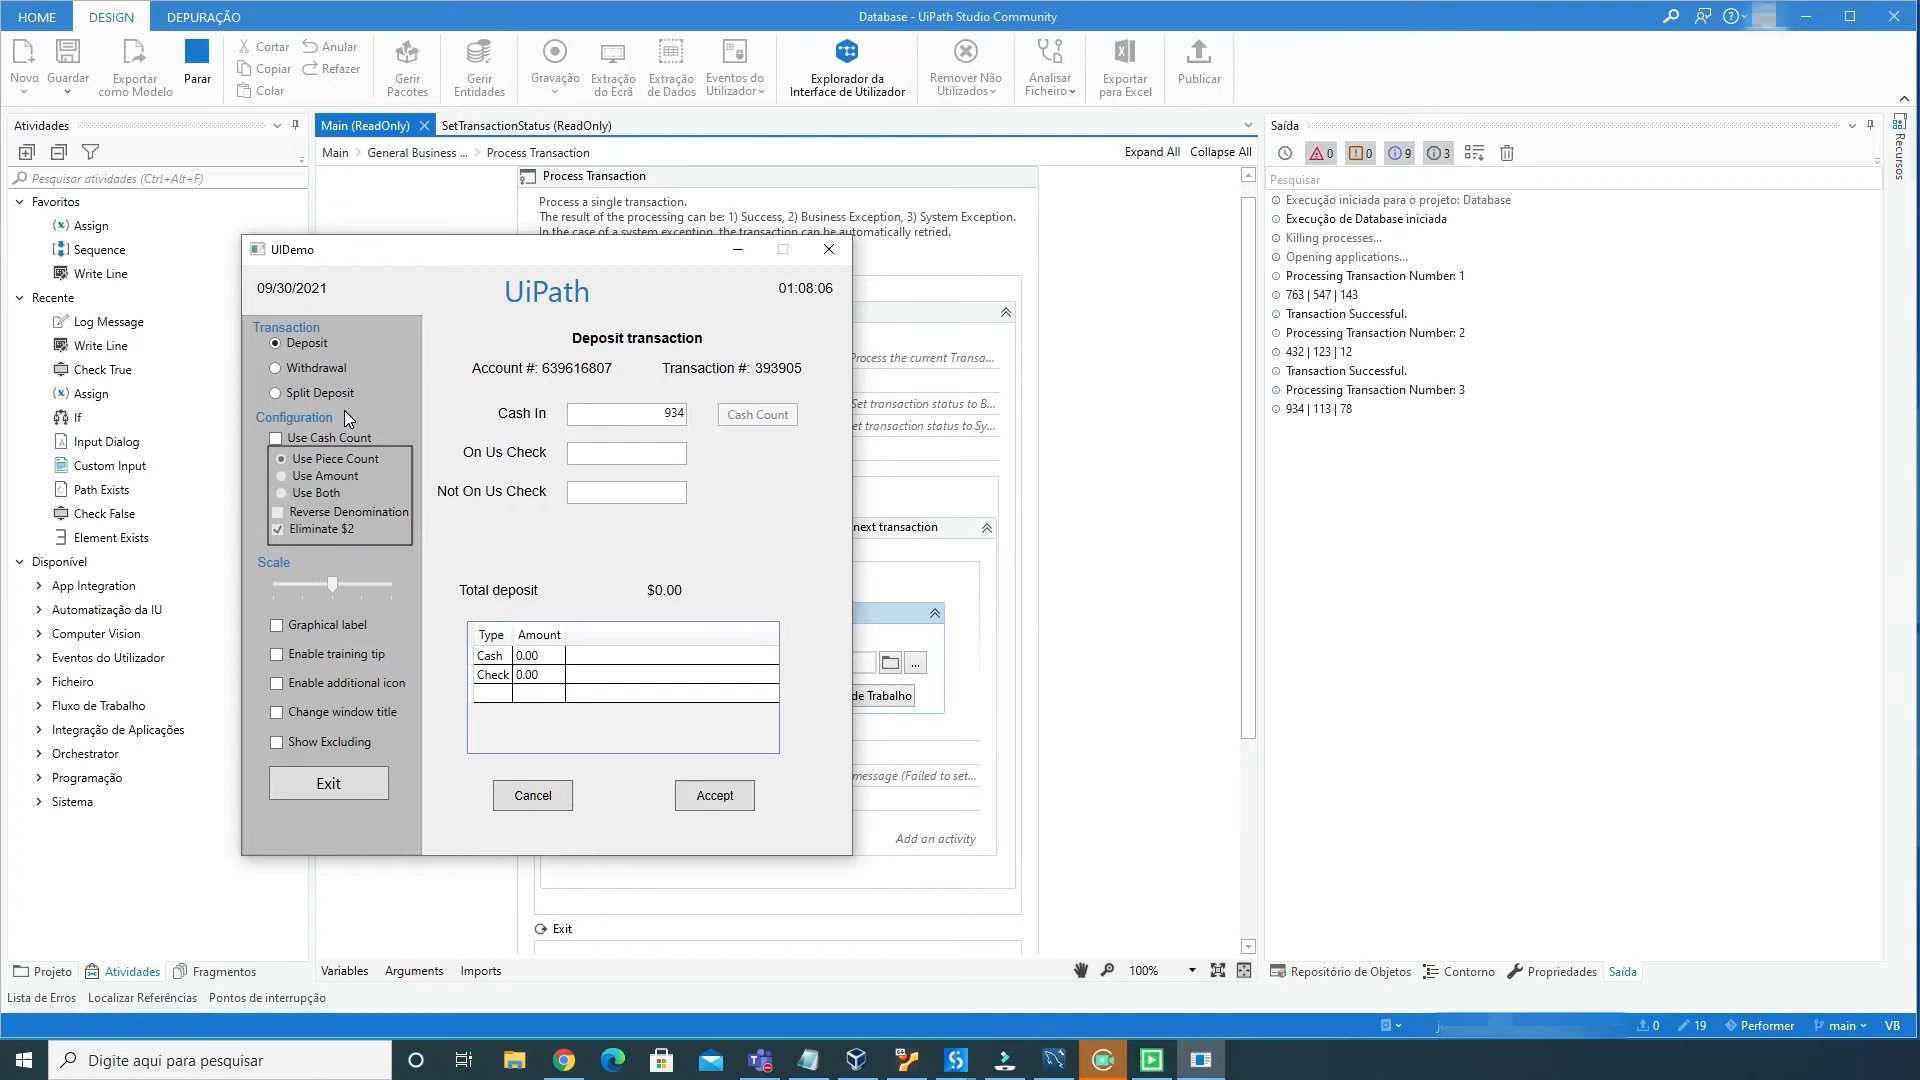 HOME DESIGN DEPURAÇÃO
Database - UiPath Studio Community
Novo
Guardar
Exportar
como Modelo
Parar
Cortar
Copiar
Colar
Anular
Refazer
Gerir
Pacotes
Gerir
Entidades
Gravação
Extração
do Ecrã
Extração
de Dados
Eventos do
Utilizador
Explorador da
Interface de Utilizador
Remover Não
Utilizados
Analisar
Ficheiro
Exportar
para Excel
Publicar
Atividades
Pesquisar atividades (Ctrl+Alt+F)
Favoritos
Assign
Sequence
Write Line
Recente
Log Message
Write Line
Check True
Assign
If
Input Dialog
Custom Input
Path Exists
Check False
Element Exists
Disponível
App Integration
Automatização da IU
Computer Vision
Eventos do Utilizador
Ficheiro
Fluxo de Trabalho
Integração de Aplicações
Orchestrator
Programação
Sistema
Projeto Atividades Fragmentos
Main (ReadOnly) SetTransactionStatus (ReadOnly)
Main > General Business ... > Process Transaction
Expand All Collapse All
Process Transaction
Process a single transaction.
The result of the processing can be: 1) Success, 2) Business Exception, 3) System Exception.
In the case of a system exception, the transaction can be automatically retried.
Process the current Transa...
Set transaction status to B...
et transaction status to Sy...
next transaction
...
de Trabalho
message (Failed to set...
Add an activity
Exit
Variables Arguments Imports
100%
UIDemo
09/30/2021
UiPath
01:08:06
Transaction
Deposit
Withdrawal
Split Deposit
Configuration
Use Cash Count
Use Piece Count
Use Amount
Use Both
Reverse Denomination
Eliminate $2
Scale
Graphical label
Enable training tip
Enable additional icon
Change window title
Show Excluding
Exit
Deposit transaction
Account #: 639616807 Transaction #: 393905
Cash In 934 Cash Count
On Us Check
Not On Us Check
Total deposit $0.00
Type Amount
Cash 0.00
Check 0.00
Cancel Accept
Saída
0 0 9 3
Pesquisar
Execução iniciada para o projeto: Database
Execução de Database iniciada
Killing processes...
Opening applications...
Processing Transaction Number: 1
763 | 547 | 143
Transaction Successful.
Processing Transaction Number: 2
432 | 123 | 12
Transaction Successful.
Processing Transaction Number: 3
934 | 113 | 78
Recursos
Repositório de Objetos Contorno Propriedades Saída
Lista de Erros Localizar Referências Pontos de interrupção
0 19 Performer main VB
Digite aqui para pesquisar